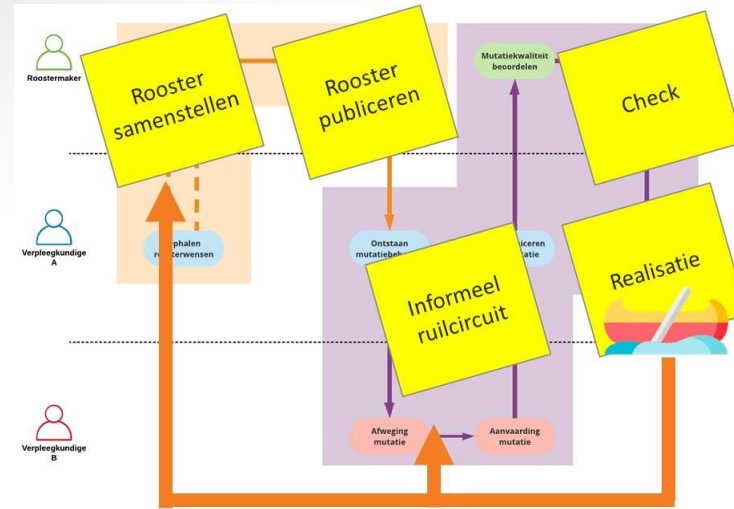 Roostermaker
Rooster
samenstellen
Rooster
publiceren
Mutatiekwaliteit
beoordelen
Check
Verpleegkundige
A
Ontstaan
Informeel
ruilcircuit
Realisatie
Verpleegkundige
B
Afweging
mutatie
Aanvaarding
mutatie